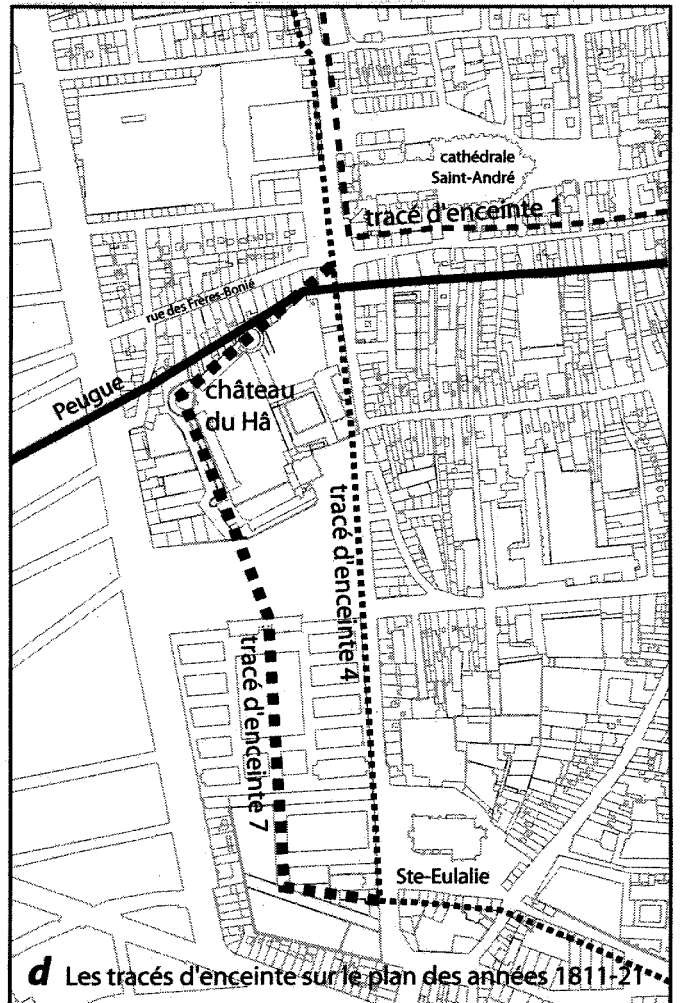 cathédrale
Saint-André
tracé d'enceinte 1
rue des Frères-Bonie
Peugue
château
du Hâ
tracé d'enceinte 4
tracé d'enceinte 7
Ste-Eulalie
d Les tracés d'enceinte sur le plan des années 1811-21